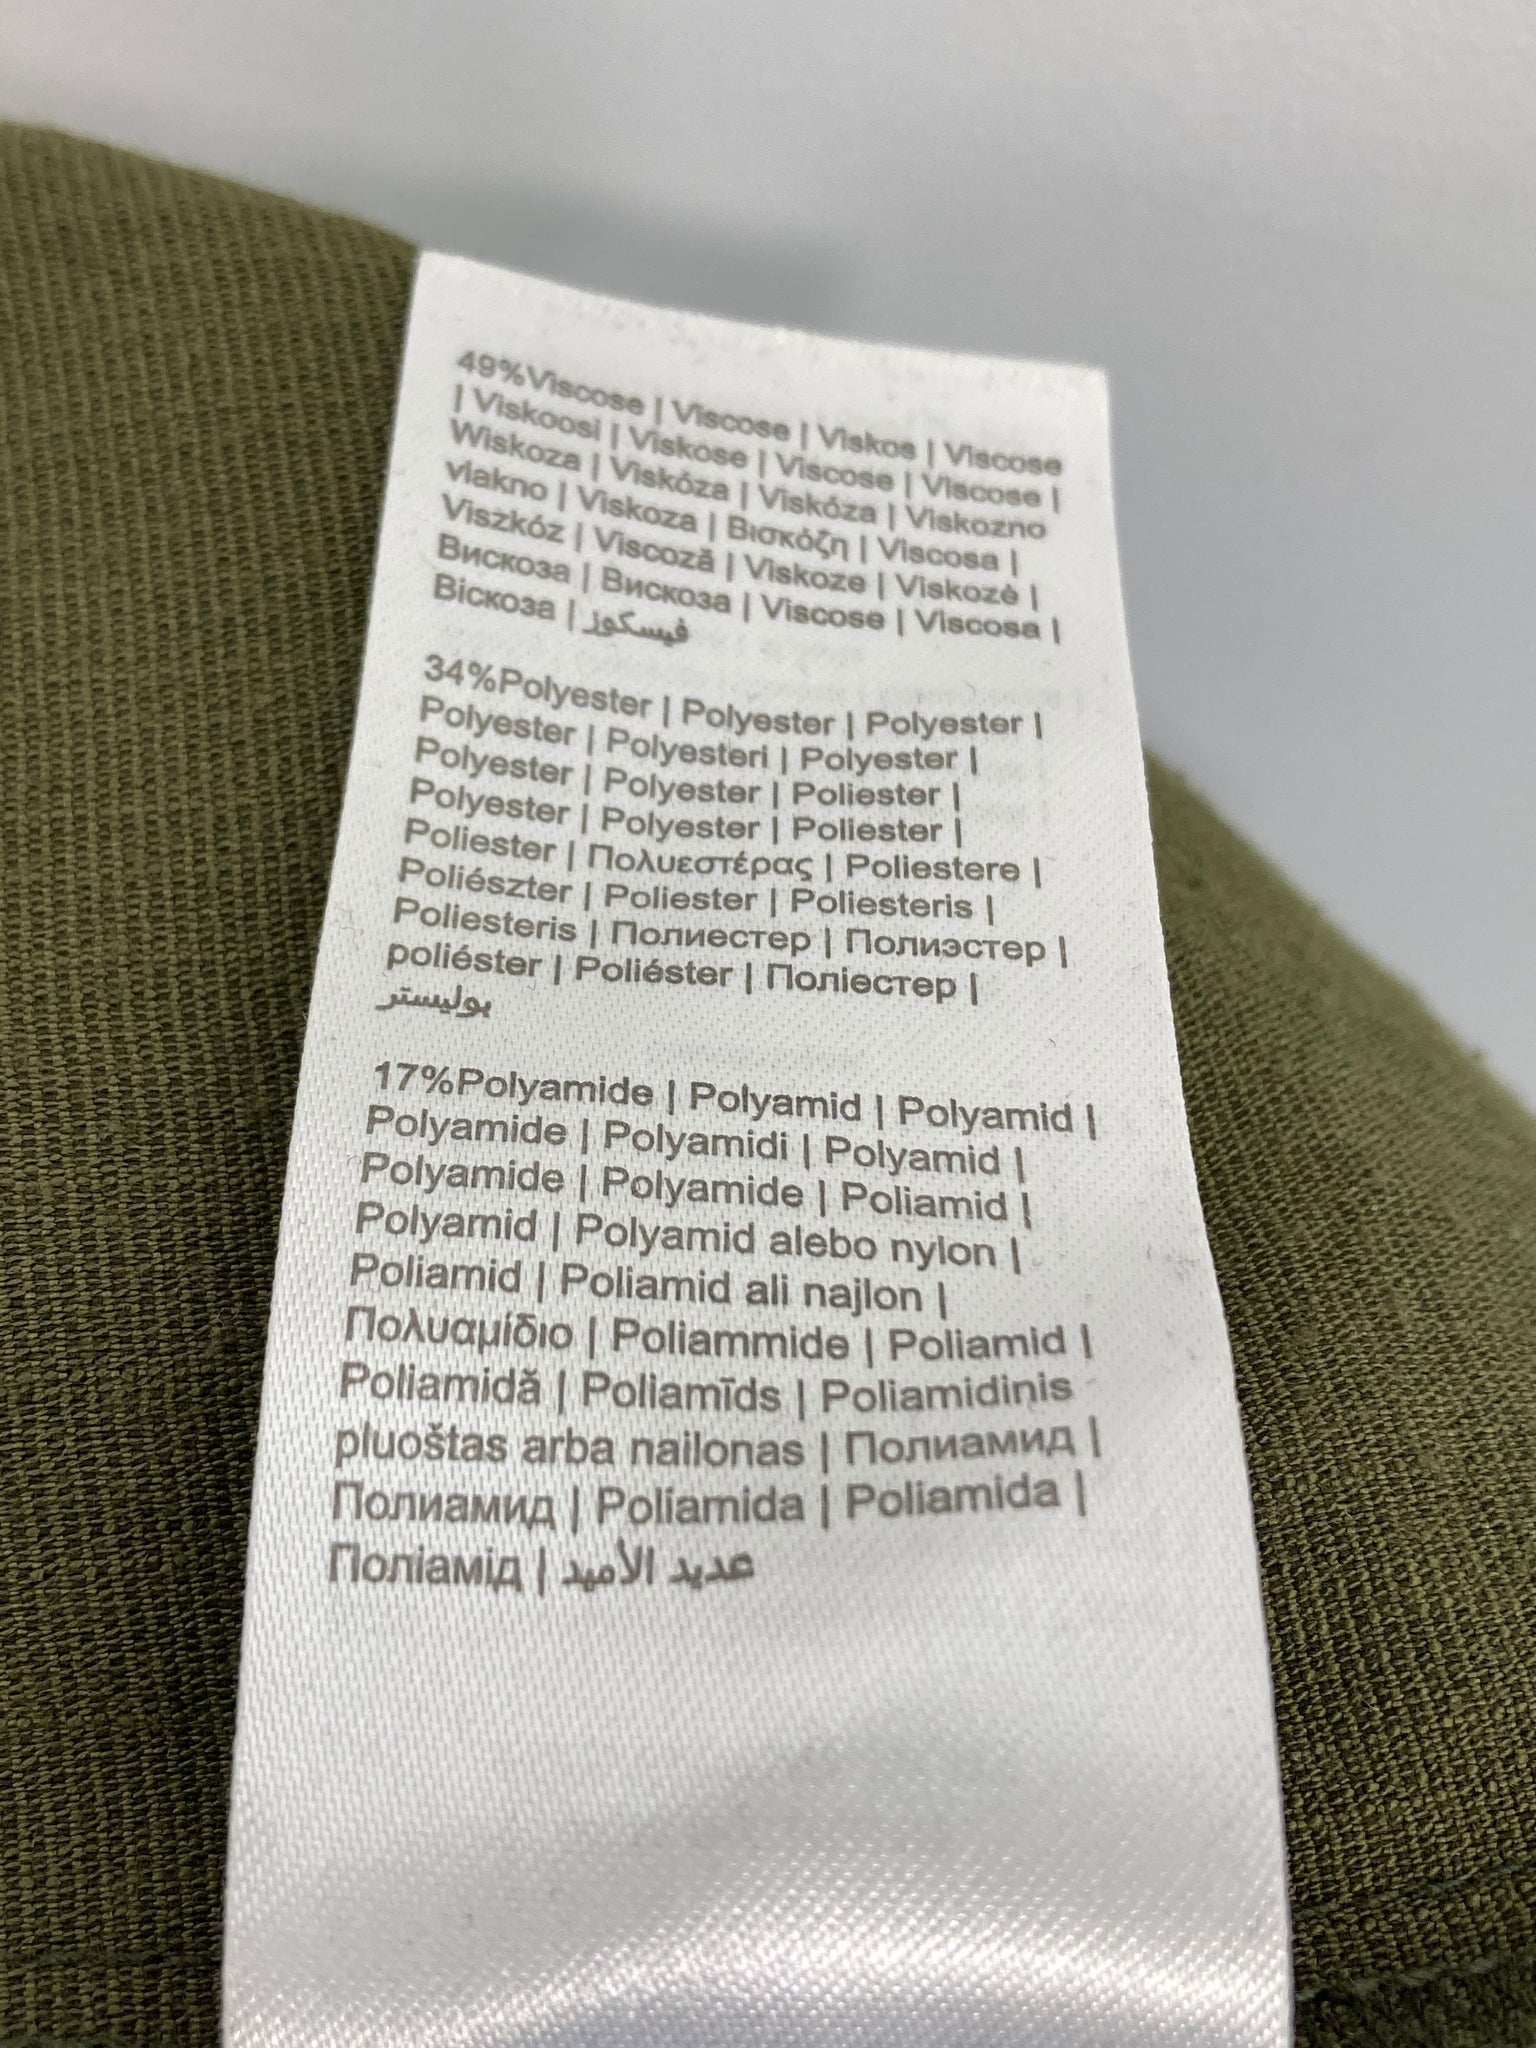 49%Viscose | Viscose | Viskos | Viscose
| Viskoosi | Viskose | Viscose | Viscose |
Wiskoza | Viskóza | Viskóza | Viskozno
vlakno | Viskoza | Βισκόζη | Viscosa |
Viszkóz | Viscoză | Viskoze | Viskozė |
Вискоза | Вискоза | Viscose | Viscosa |
Віскоза | فيسكوز
34%Polyester | Polyester | Polyester |
Polyester | Polyesteri | Polyester |
Polyester | Polyester | Poliester |
Polyester | Polyester | Poliester |
Poliester | Πολυεστέρας | Poliestere |
Poliészter | Poliester | Poliesteris |
Poliesteris | Полиестер | Полиэстер |
poliéster | Poliéster | Поліестер |
بوليستر
17%Polyamide | Polyamid | Polyamid |
Polyamide | Polyamidi | Polyamid |
Polyamide | Polyamide | Poliamid |
Polyamid | Polyamid alebo nylon |
Poliamid | Poliamid ali najlon |
Πολυαμίδιο | Poliammide | Poliamid |
Poliamidă | Poliamīds | Poliamidinis
pluoštas arba nailonas | Полиамид |
Полиамид | Poliamida | Poliamida |
Поліамід | عديد الأميد